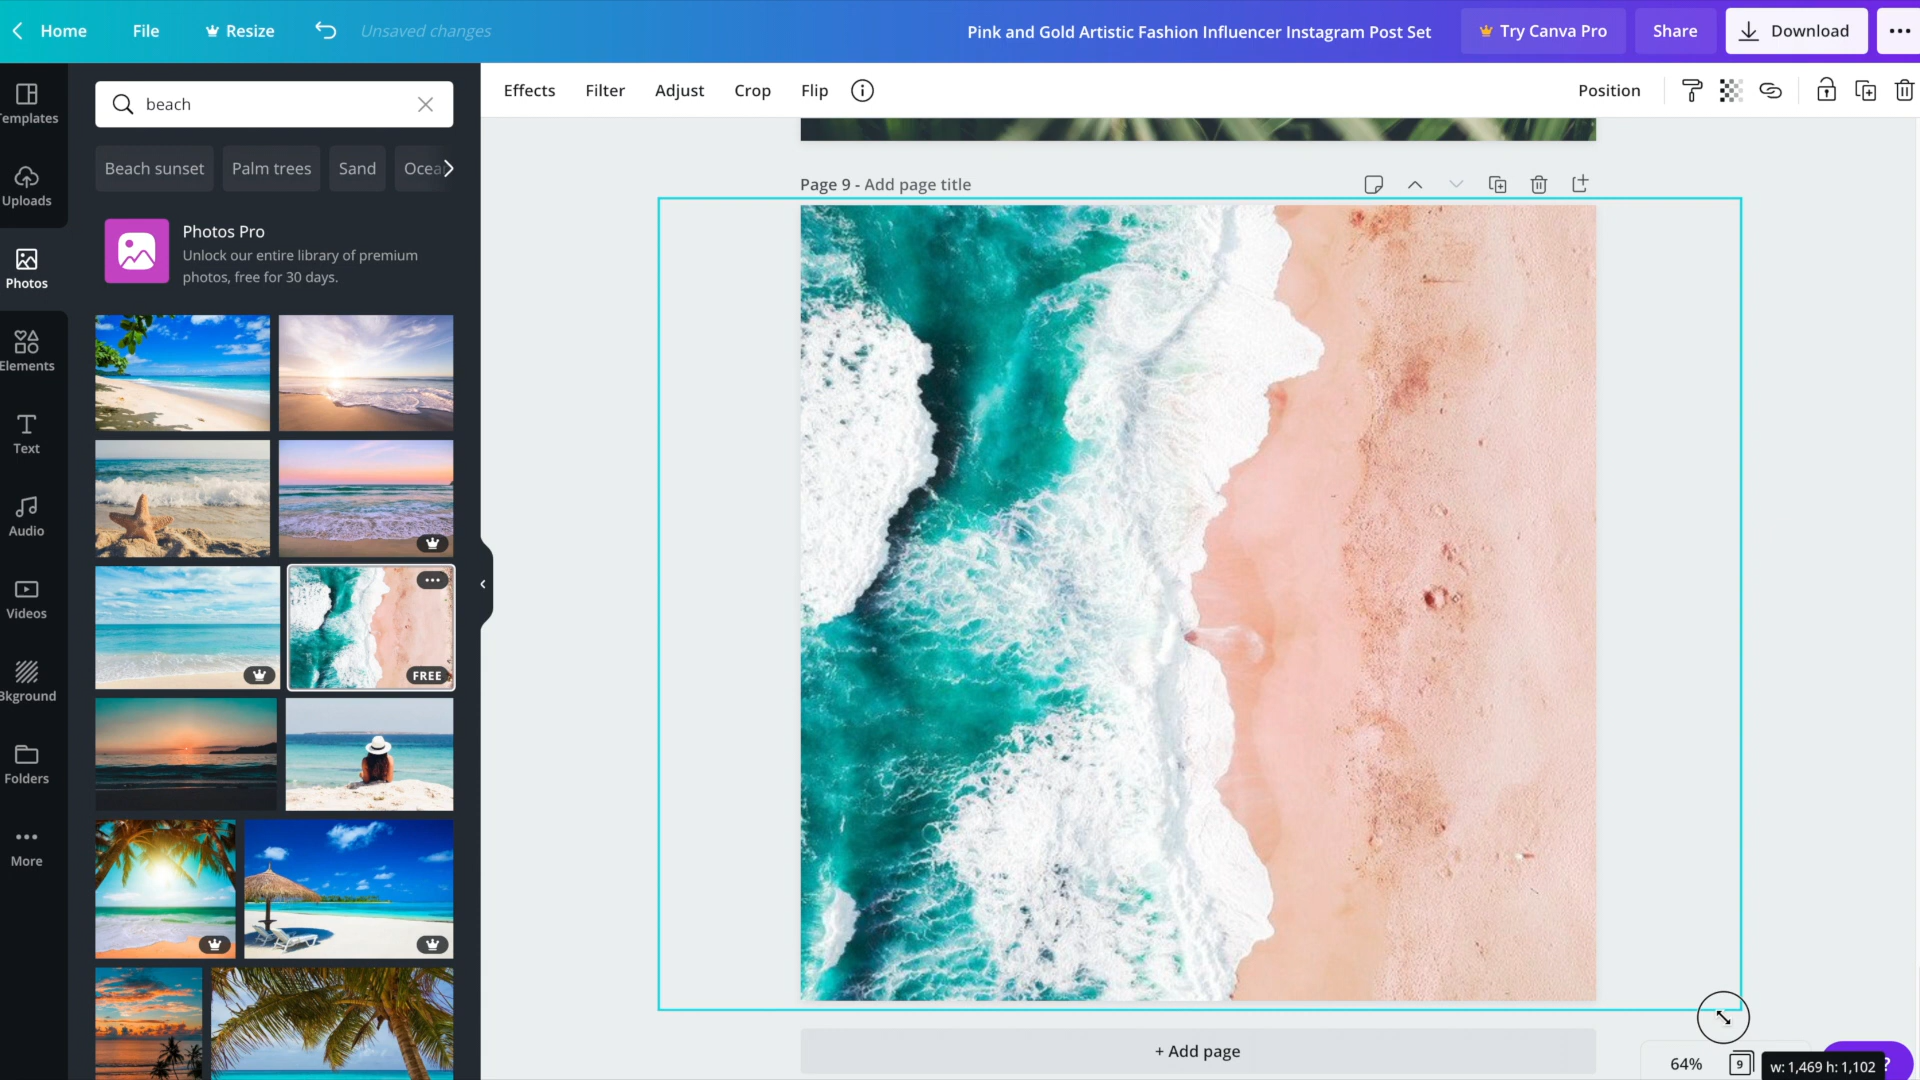 Home File Resize Unsaved changes Pink and Gold Artistic Fashion Influencer Instagram Post Set Try Canva Pro Share Download
beach
Effects Filter Adjust Crop Flip Position
Templates
Uploads
Photos
Elements
Text
Audio
Videos
Bkground
Folders
More
Beach sunset Palm trees Sand Ocea
Photos Pro
Unlock our entire library of premium
photos, free for 30 days.
FREE
Page 9 - Add page title
+ Add page
64% 9 w: 1,469 h: 1,102 ?